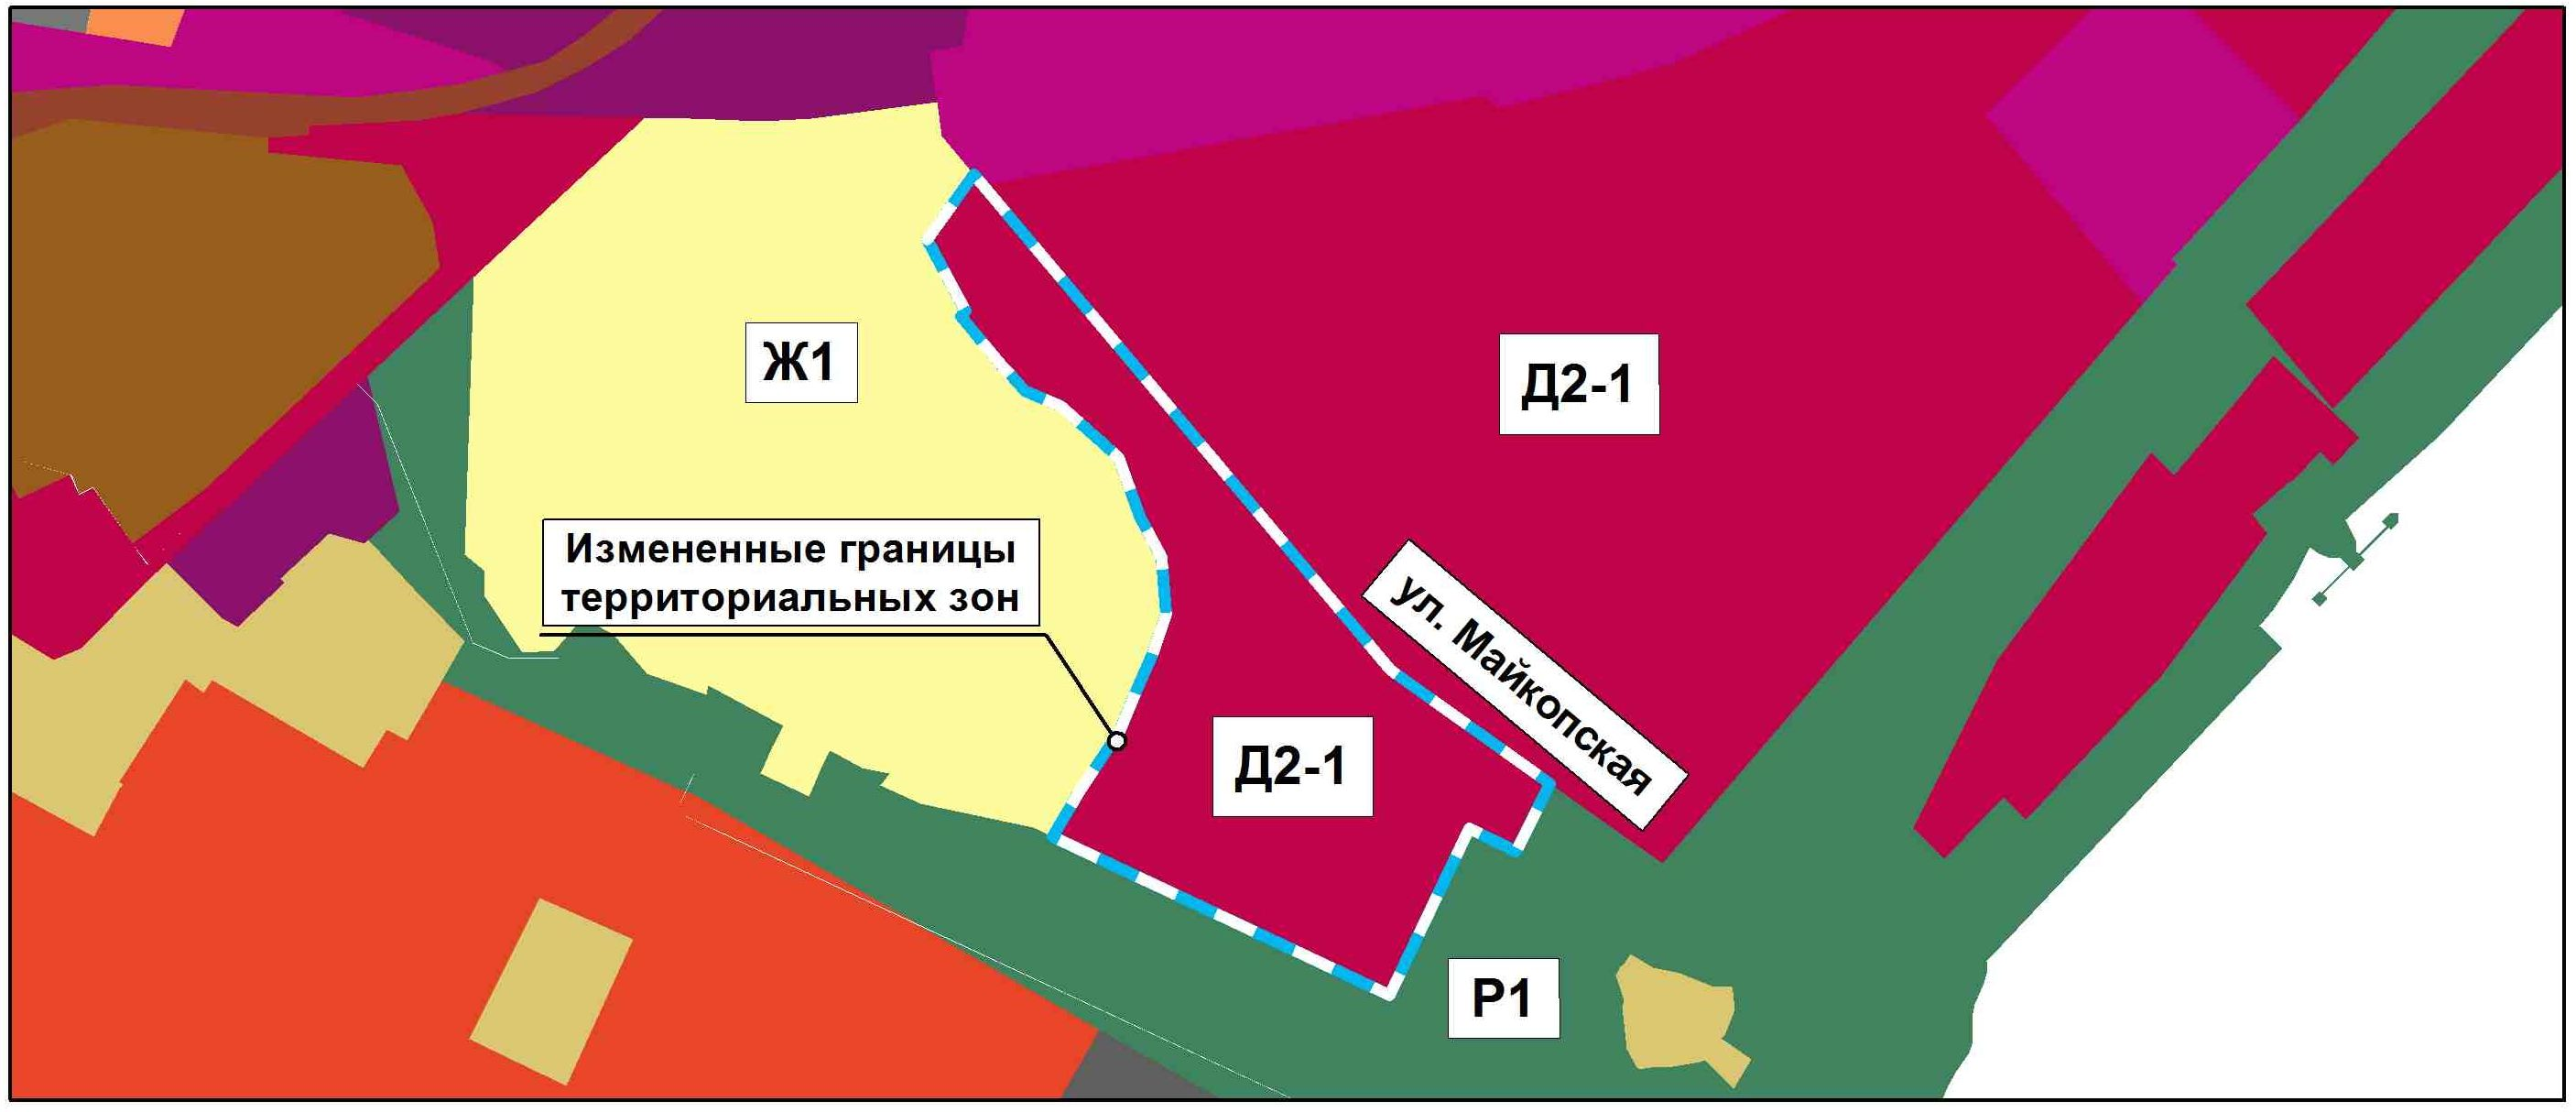 Ж1
Д2-1
Измененные границы
территориальных зон
ул. Майкопская
Д2-1
Р1